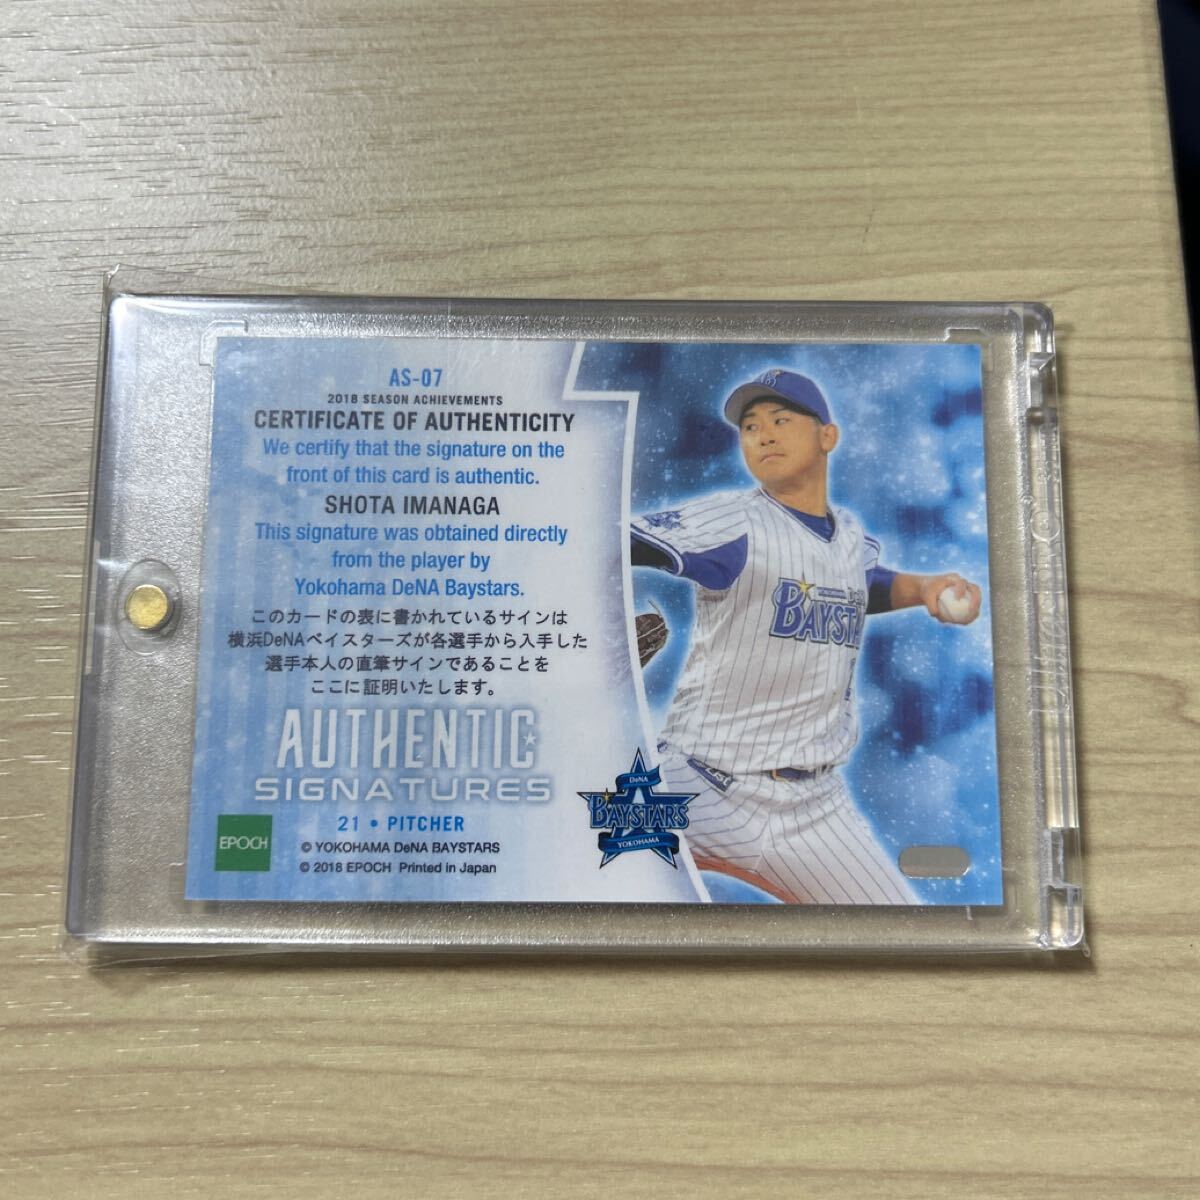 AS-07
2018 SEASON ACHIEVEMENTS
CERTIFICATE OF AUTHENTICITY
We certify that the signature on the
front of this card is authentic.
SHOTA IMANAGA
This signature was obtained directly
from the player by
Yokohama DeNA Baystars.
このカードの表に書かれているサインは
横浜DeNAベイスターズが各選手から入手した
選手本人の直筆サインであることを
ここに証明いたします。
AUTHENTIC
SIGNATURES
21 • PITCHER
EPOCH
© YOKOHAMA DeNA BAYSTARS
© 2018 EPOCH Printed in Japan
DeNA
BAYSTARS
YOKOHAMA
BAYSTA